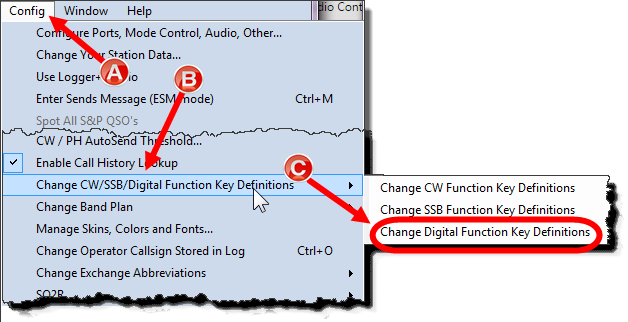 Config Window Help
dio Cont
Configure Ports, Mode Control, Audio, Other...
Change Your Station Data...
A
B
Use Logger+
Enter Sends Message (ESM mode) Ctrl+M
Spot All S&P QSO's
CW / PH AutoSend Threshold...
Enable Call History Lookup
C
Change CW/SSB/Digital Function Key Definitions
Change CW Function Key Definitions
Change Band Plan
Change SSB Function Key Definitions
Manage Skins, Colors and Fonts...
Change Digital Function Key Definitions
Change Operator Callsign Stored in Log Ctrl+O
Change Exchange Abbreviations
SO2R